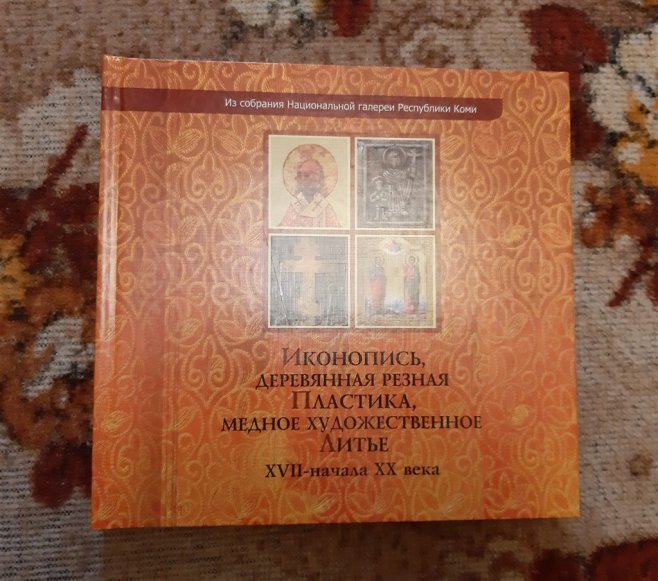 Из собрания Национальной галереи Республики Коми
Иконопись,
деревянная резная
Пластика,
медное художественное
Литье
XVII-начала XX века